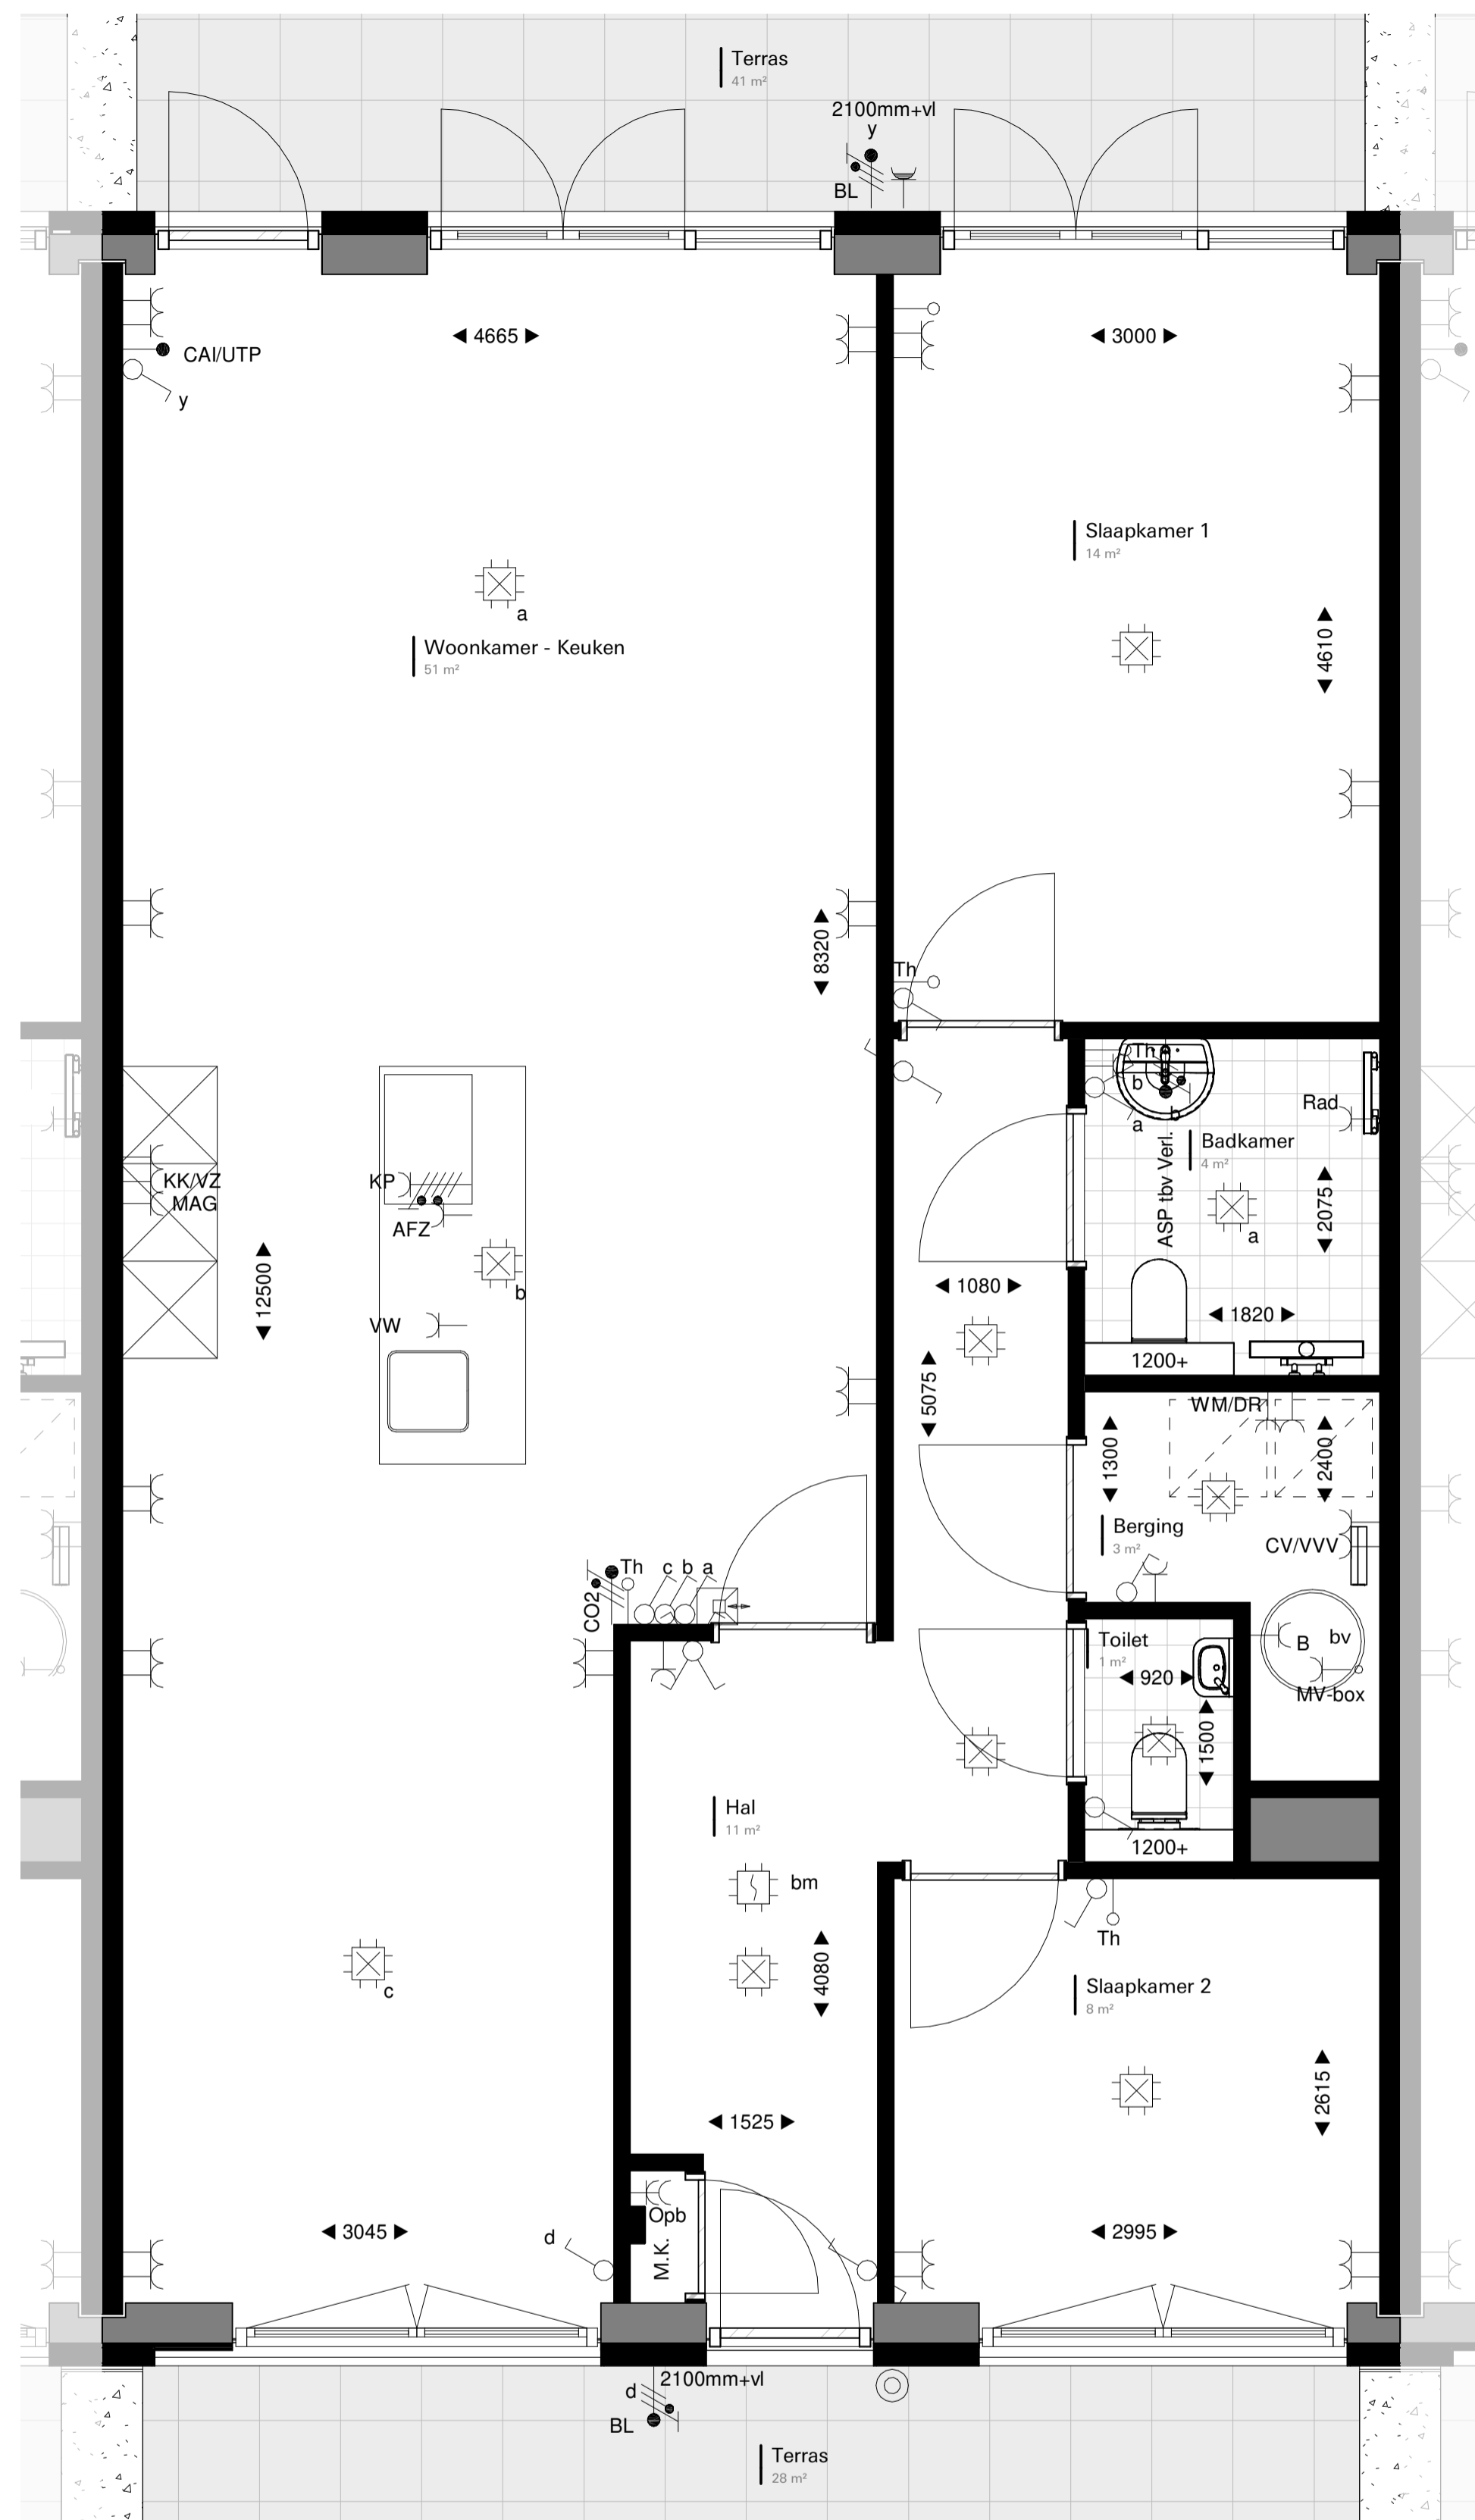 Terras
41 m²
2100mm+vl
y
BL
CAI/UTP
y
4665
3000
Slaapkamer 1
14 m²
a
Woonkamer - Keuken
51 m²
4610
8320
Th
Th
b
a
b
Rad
Badkamer
4 m²
ASP tbv Verl.
a
2075
KK/VZ
MAG
KP
AFZ
b
12500
VW
1080
1820
1200+
5075
WM/DR
1300
2400
Berging
3 m²
CV/VVV
CO2
Th
c
b
a
Toilet
1 m²
920
B
bv
MV-box
1500
Hal
11 m²
1200+
bm
Th
c
4080
Slaapkamer 2
8 m²
2615
1525
Opb
M.K.
3045
d
2995
2100mm+vl
d
BL
Terras
28 m²